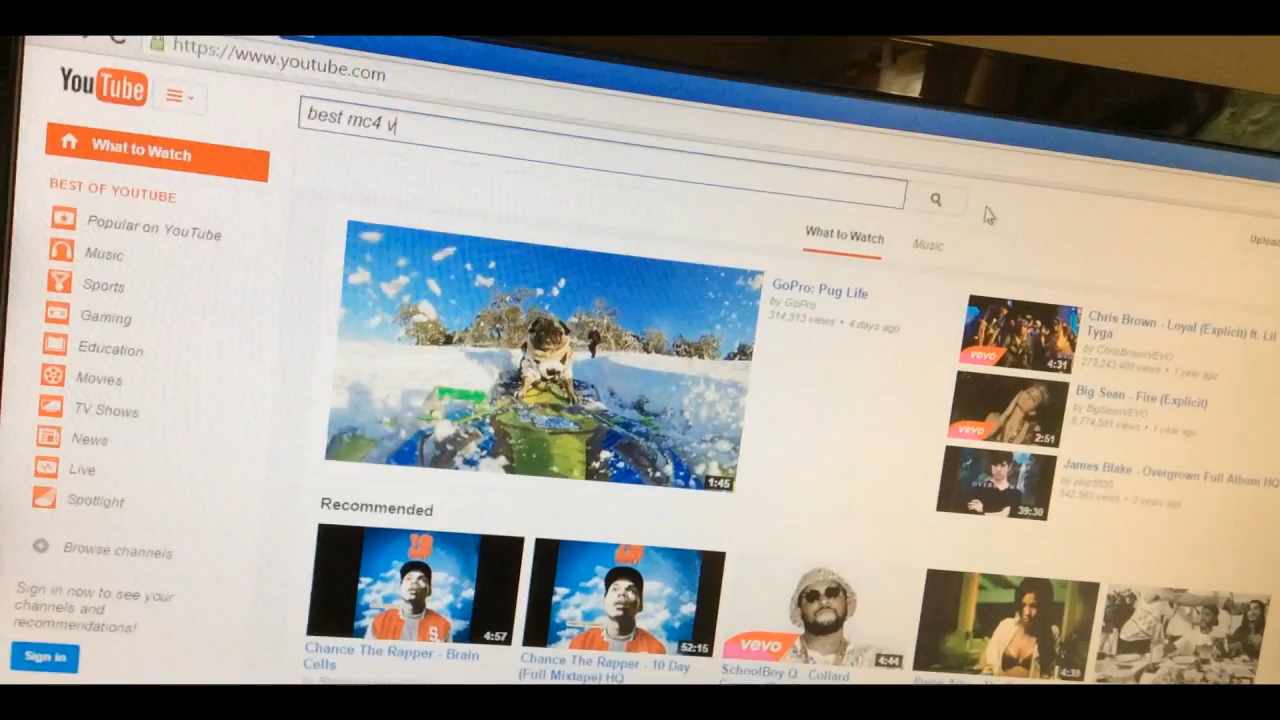 https://www.youtube.com
YouTube
best mc4 v
What to Watch
BEST OF YOUTUBE
Popular on YouTube
Music
Sports
Gaming
Education
Movies
TV Shows
News
Live
Spotlight
Browse channels
Sign in now to see your
channels and
recommendations!
Sign in
What to Watch
Music
Upload
GoPro: Pug Life
by GoPro
314,313 views • 4 days ago
1:45
Chris Brown - Loyal (Explicit) ft. Lil
Tyga
by ChrisBrownVEVO
273,243,408 views • 1 year ago
vevo
4:31
Big Sean - Fire (Explicit)
by BigSeanVEVO
views • 1 year ago
vevo
2:51
James Blake - Overgrown Full Album HQ
by
views • 2 years ago
39:30
Recommended
4:57
Chance The Rapper - Brain
Cells
52:15
Chance The Rapper - 10 Day
(Full Mixtape) HQ
vevo
4:44
SchoolBoy Q Collard
4:39